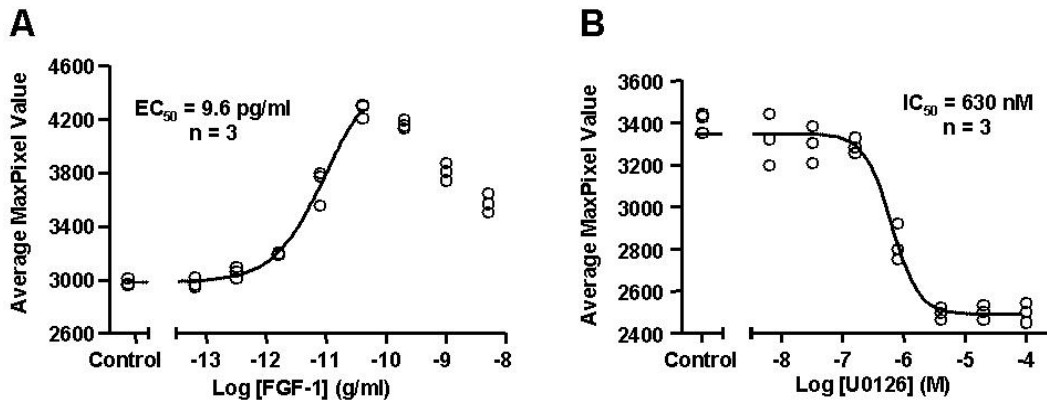 A
Average MaxPixel Value
4600
4200
3800
3400
3000
2600
EC50 = 9.6 pg/ml
n = 3
Control
-13 -12 -11 -10 -9 -8
Log [FGF-1] (g/ml)
B
Average MaxPixel Value
3600
3400
3200
3000
2800
2600
2400
IC50 = 630 nM
n = 3
Control
-8 -7 -6 -5 -4
Log [U0126] (M)